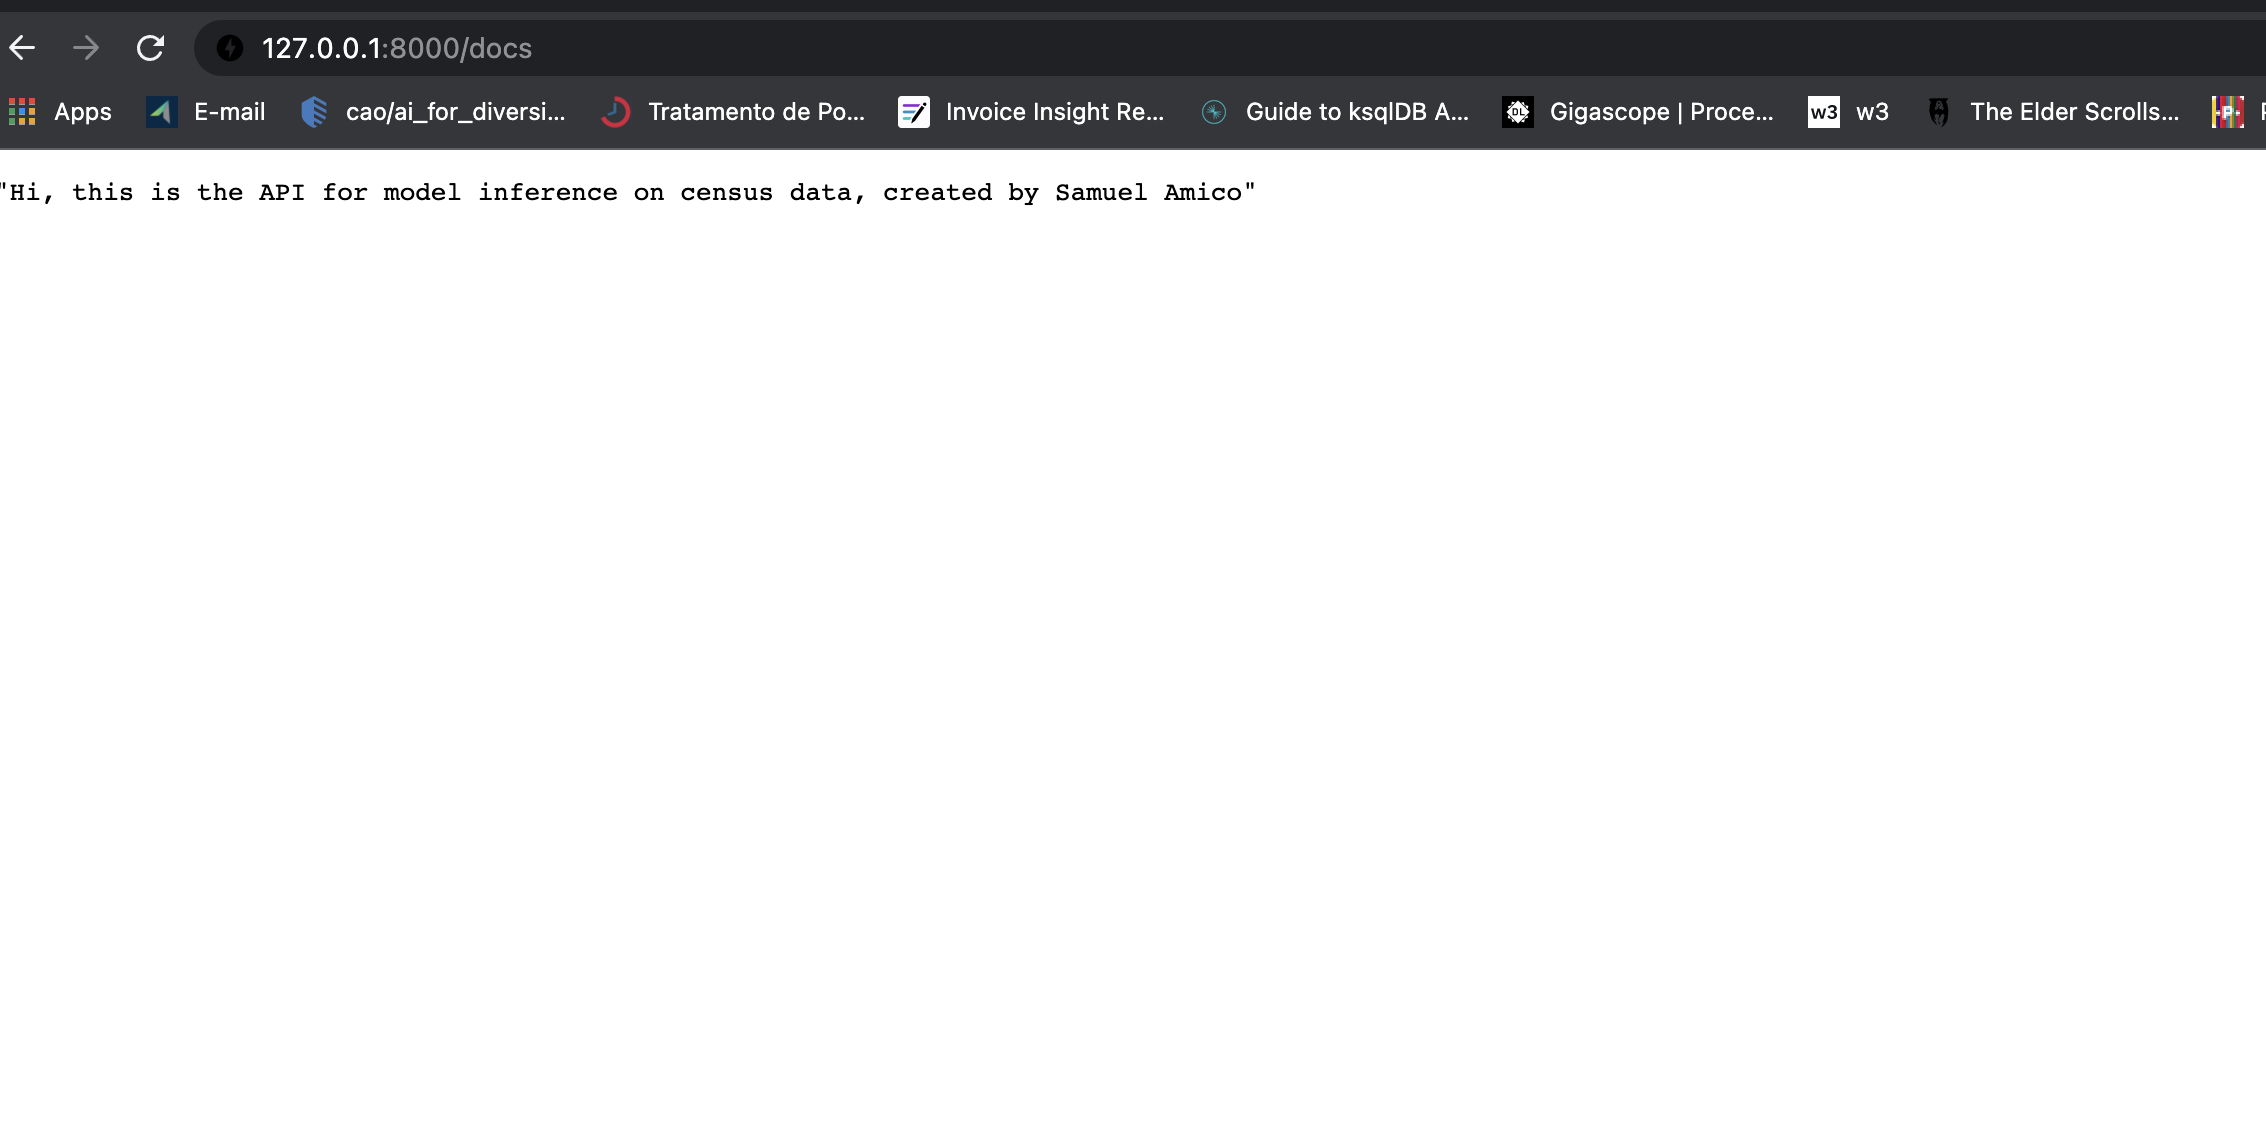 127.0.0.1:8000/docs
Apps E-mail cao/ai_for_diversi... Tratamento de Po... Invoice Insight Re... Guide to ksqlDB A... DL Gigascope | Proce... w3 w3 The Elder Scrolls... P
"Hi, this is the API for model inference on census data, created by Samuel Amico"